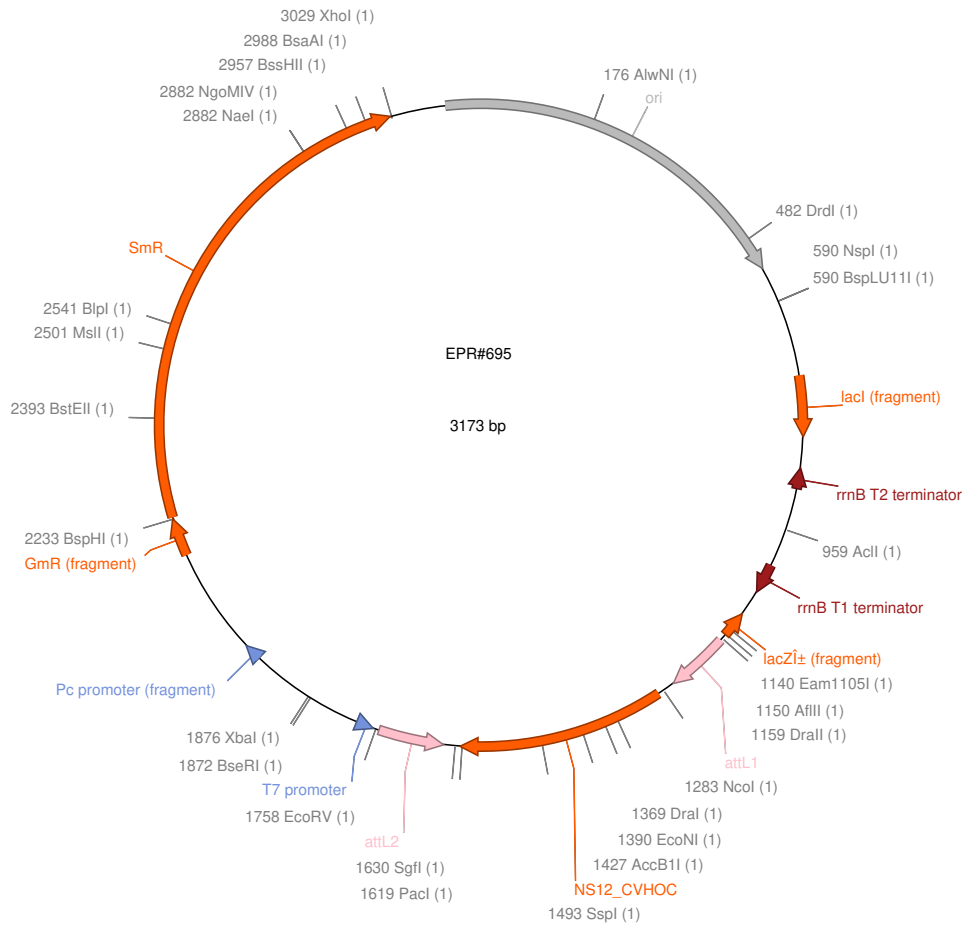 3029 XhoI (1)
2988 BsaAI (1)
2957 BssHII (1)
2882 NgoMIV (1)
2882 NaeI (1)
176 AlwNI (1)
ori
482 DrdI (1)
590 NspI (1)
590 BspLU11I (1)
SmR
2541 BlpI (1)
2501 MslI (1)
2393 BstEII (1)
EPR#695
3173 bp
lacI (fragment)
rrnB T2 terminator
959 AclI (1)
rrnB T1 terminator
2233 BspHI (1)
GmR (fragment)
lacZÎ± (fragment)
1140 Eam1105I (1)
1150 AflII (1)
1159 DraII (1)
attL1
1283 NcoI (1)
1369 DraI (1)
1390 EcoNI (1)
1427 AccB1I (1)
NS12_CVHOC
1493 SspI (1)
Pc promoter (fragment)
1876 XbaI (1)
1872 BseRI (1)
T7 promoter
1758 EcoRV (1)
attL2
1630 SgfI (1)
1619 PacI (1)